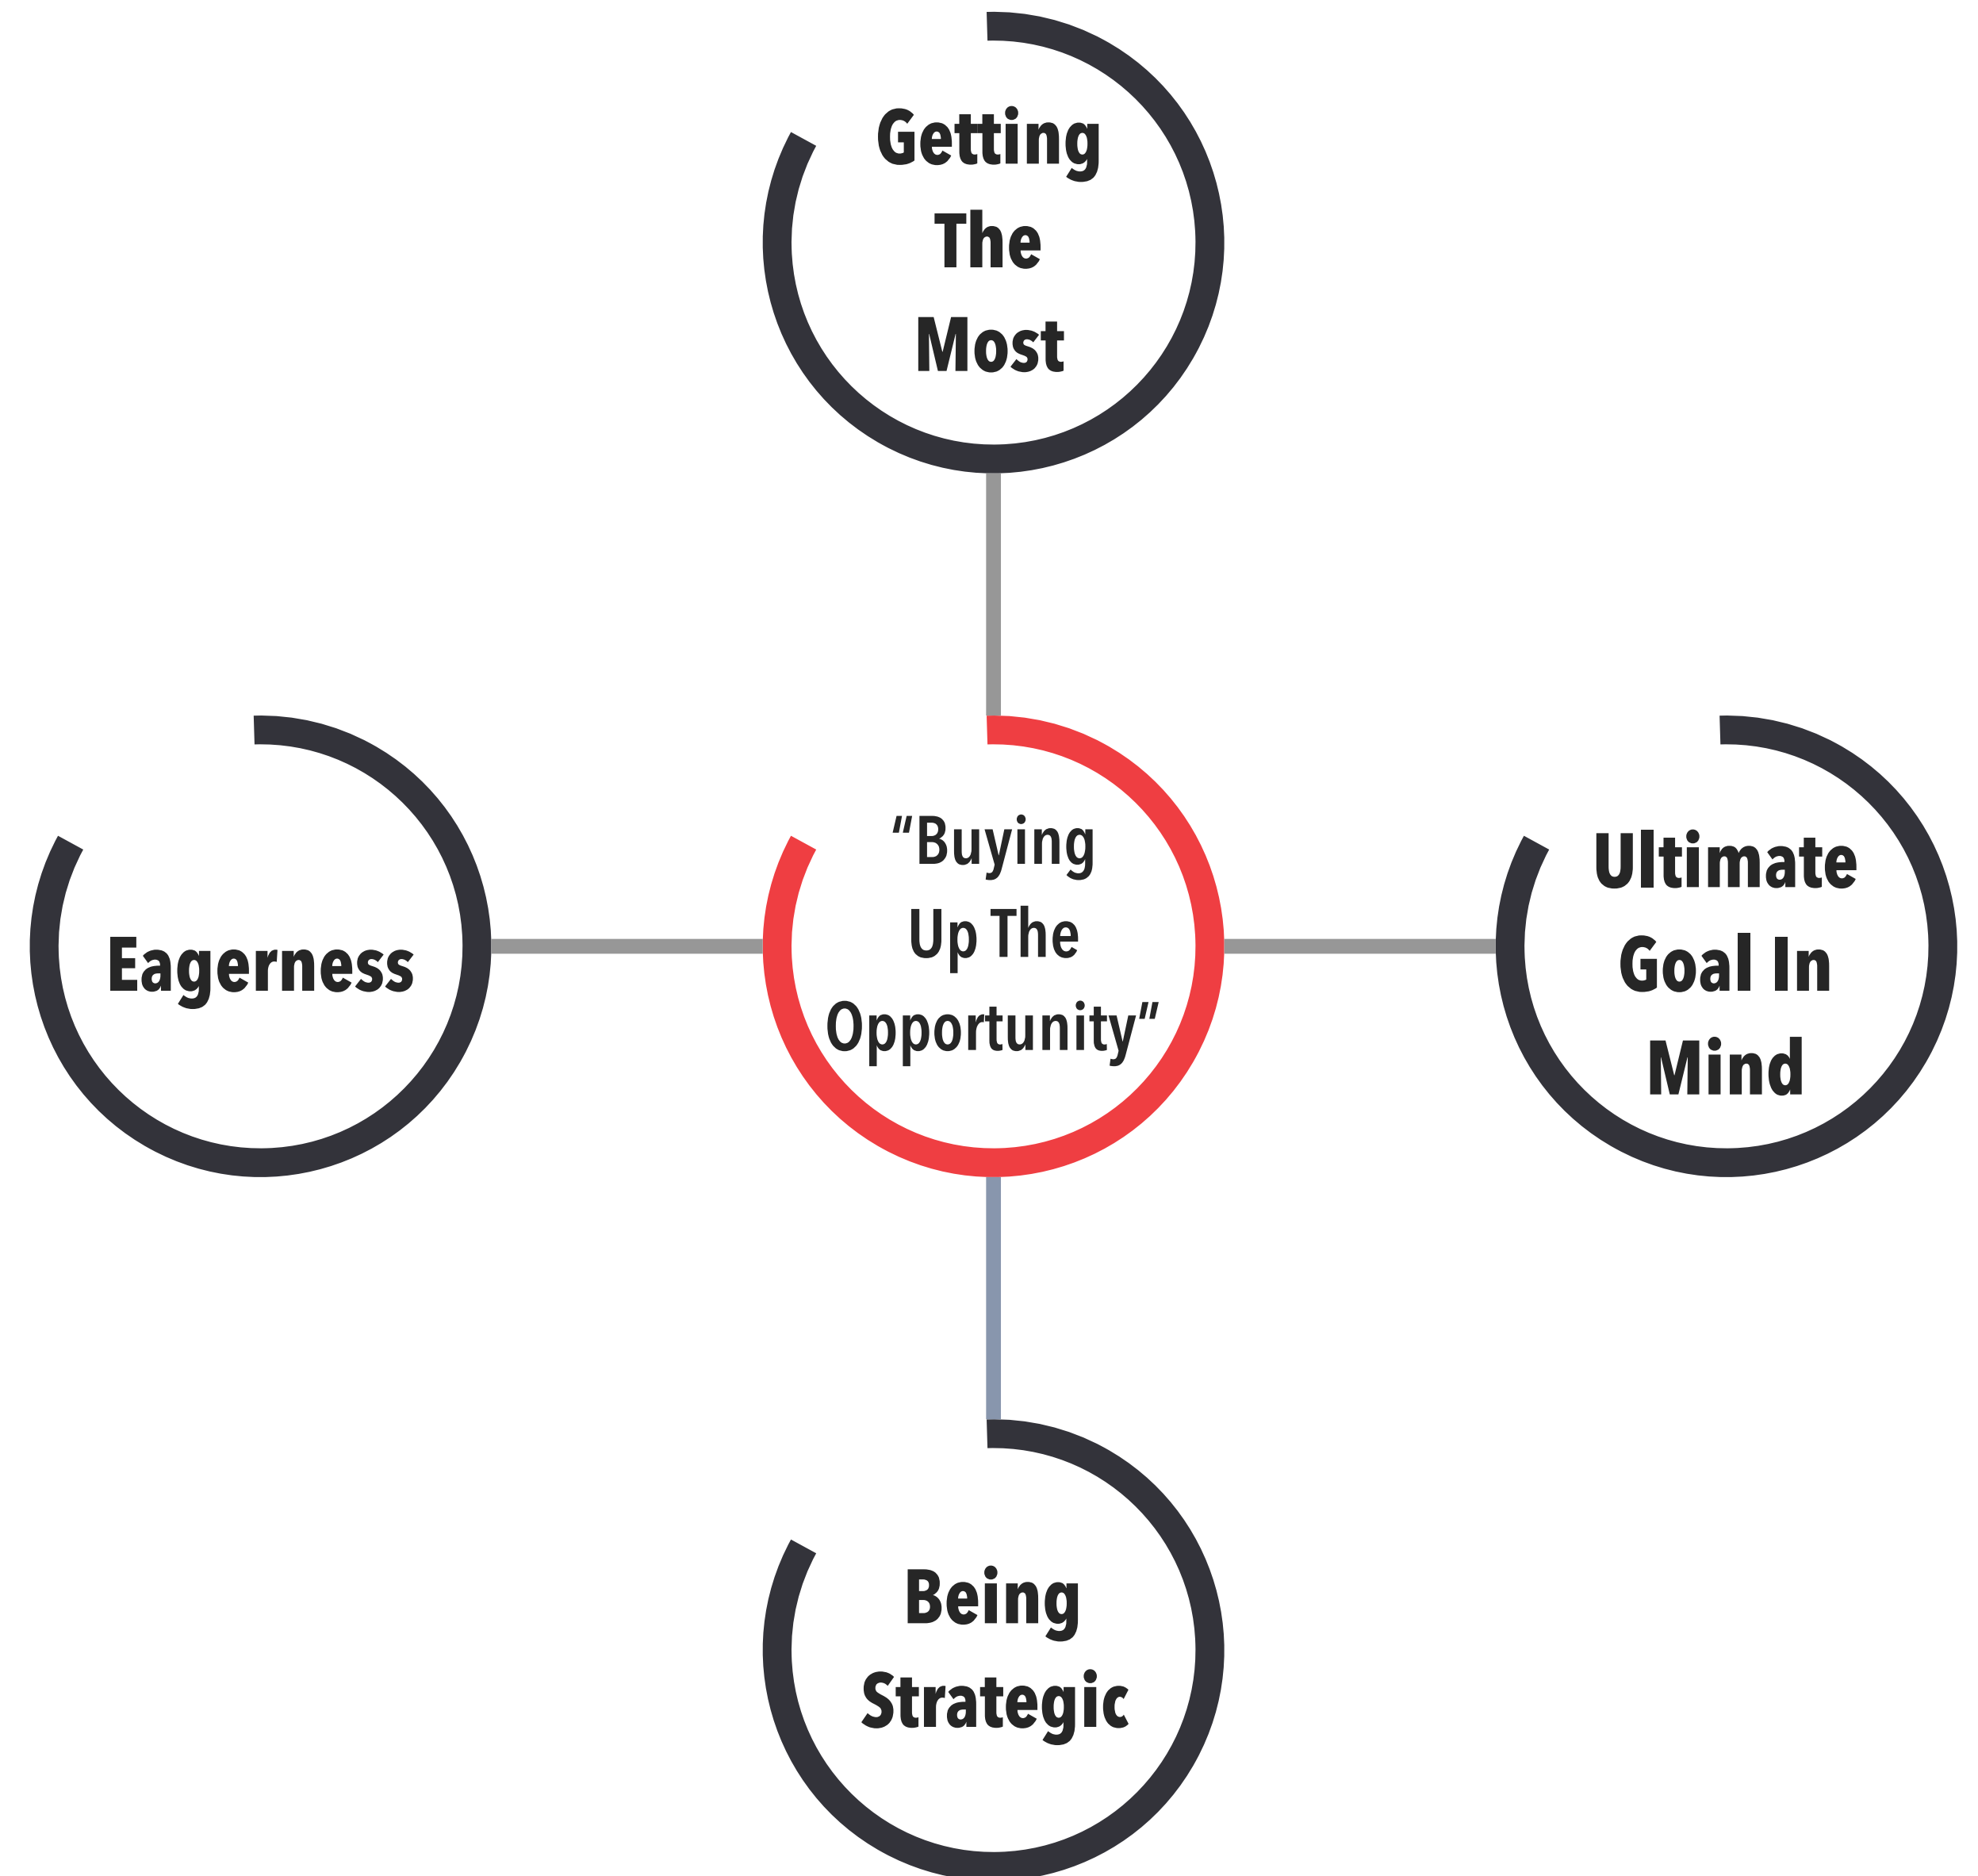 Getting
The
Most
Eagerness
“Buying
Up The
Opportunity”
Ultimate
Goal In
Mind
Being
Strategic